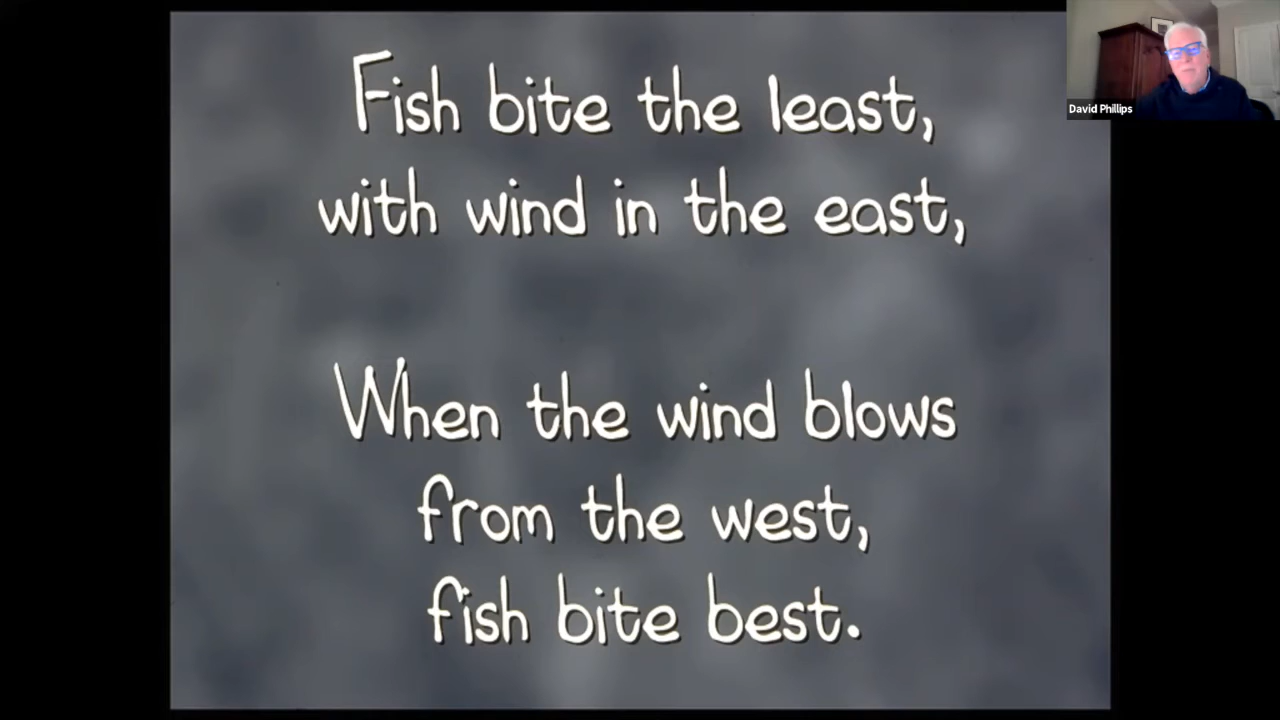 Fish bite the least,
with wind in the east,
When the wind blows
from the west,
fish bite best.
David Phillips